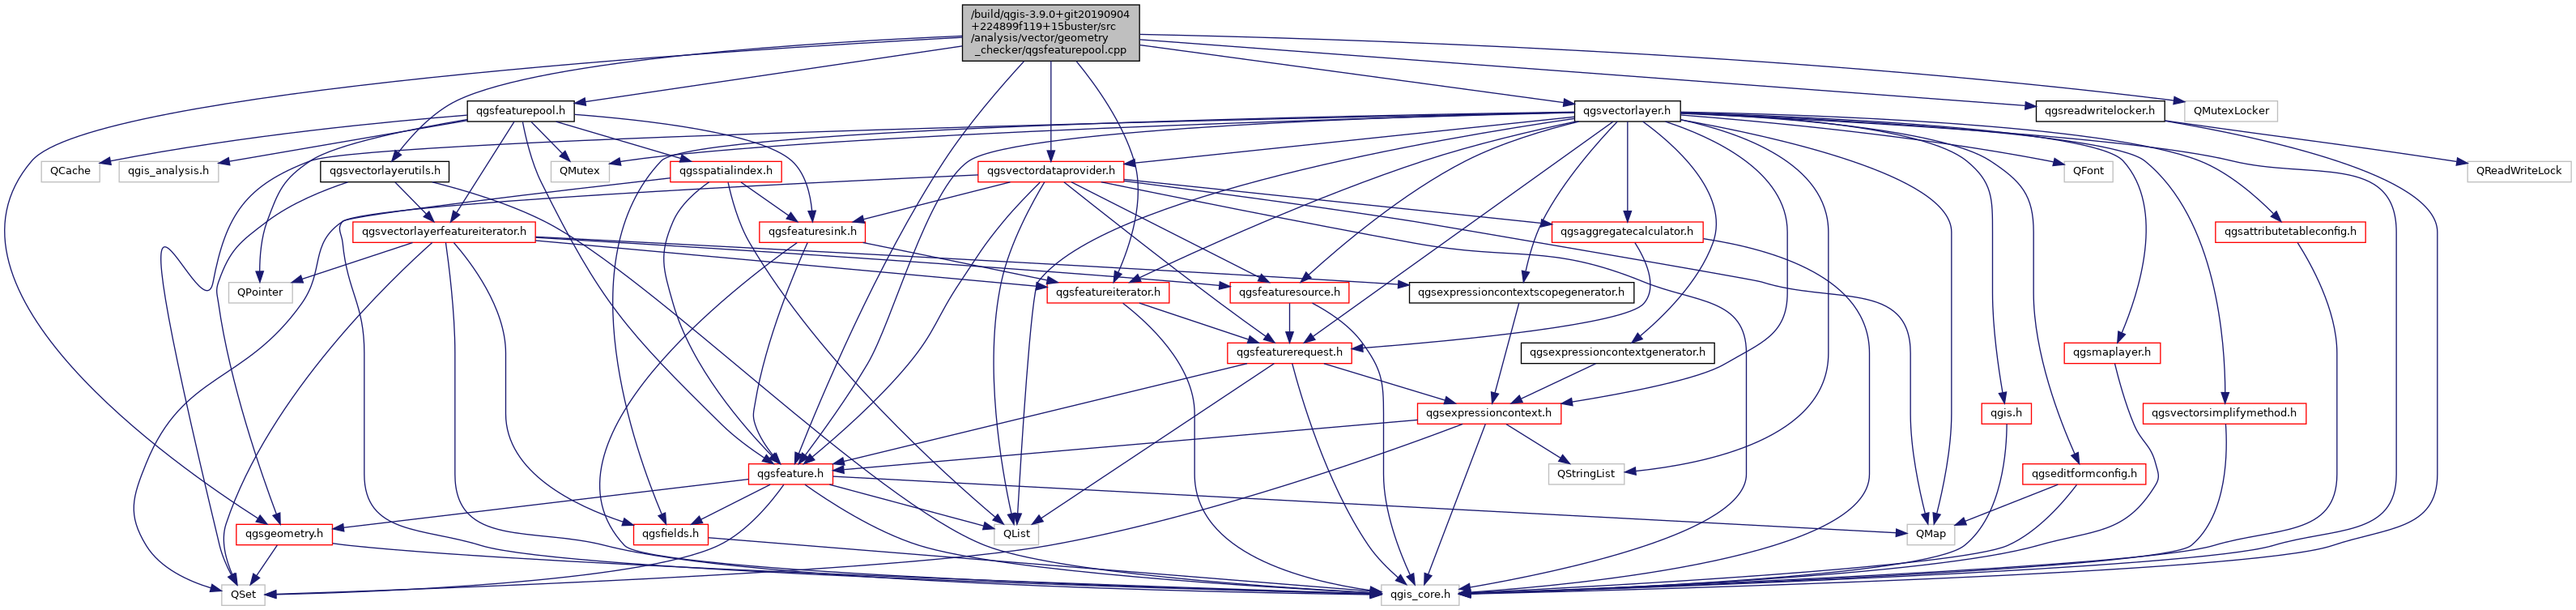 /build/qgis-3.9.0+git20190904
+224899f119+15buster/src
/analysis/vector/geometry
_checker/qgsfeaturepool.cpp
qgsfeaturepool.h
qgsvectorlayer.h
qgsreadwritelocker.h
QMutexLocker
QCache
qgis_analysis.h
qgsvectorlayerutils.h
QMutex
qgsspatialindex.h
qgsvectordataprovider.h
QFont
QReadWriteLock
qgsvectorlayerfeatureiterator.h
qgsfeaturesink.h
qgsaggregatecalculator.h
qgsattributetableconfig.h
QPointer
qgsfeatureiterator.h
qgsfeaturesource.h
qgsexpressioncontextscopegenerator.h
qgsfeaturerequest.h
qgsexpressioncontextgenerator.h
qgsmaplayer.h
qgsexpressioncontext.h
qgis.h
qgsvectorsimplifymethod.h
qgsfeature.h
QStringList
qgseditformconfig.h
qgsgeometry.h
qgsfields.h
QList
QMap
QSet
qgis_core.h